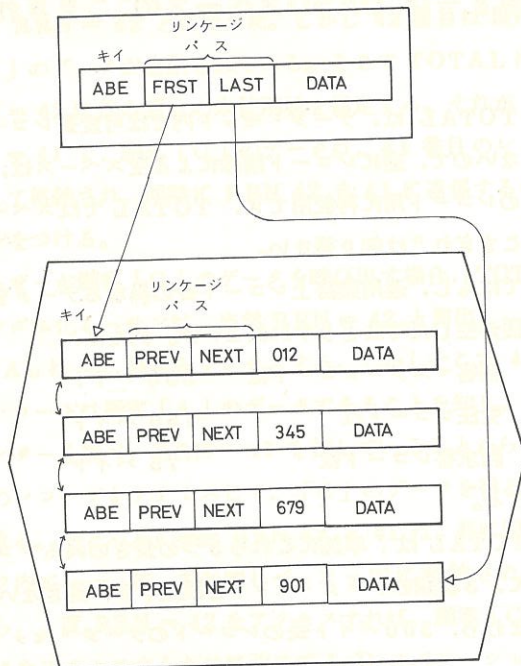 リンケージ
キイ パス
ABE FRST LAST DATA
リンケージ
キイ パス
ABE PREV NEXT 012 DATA
ABE PREV NEXT 345 DATA
ABE PREV NEXT 679 DATA
ABE PREV NEXT 901 DATA